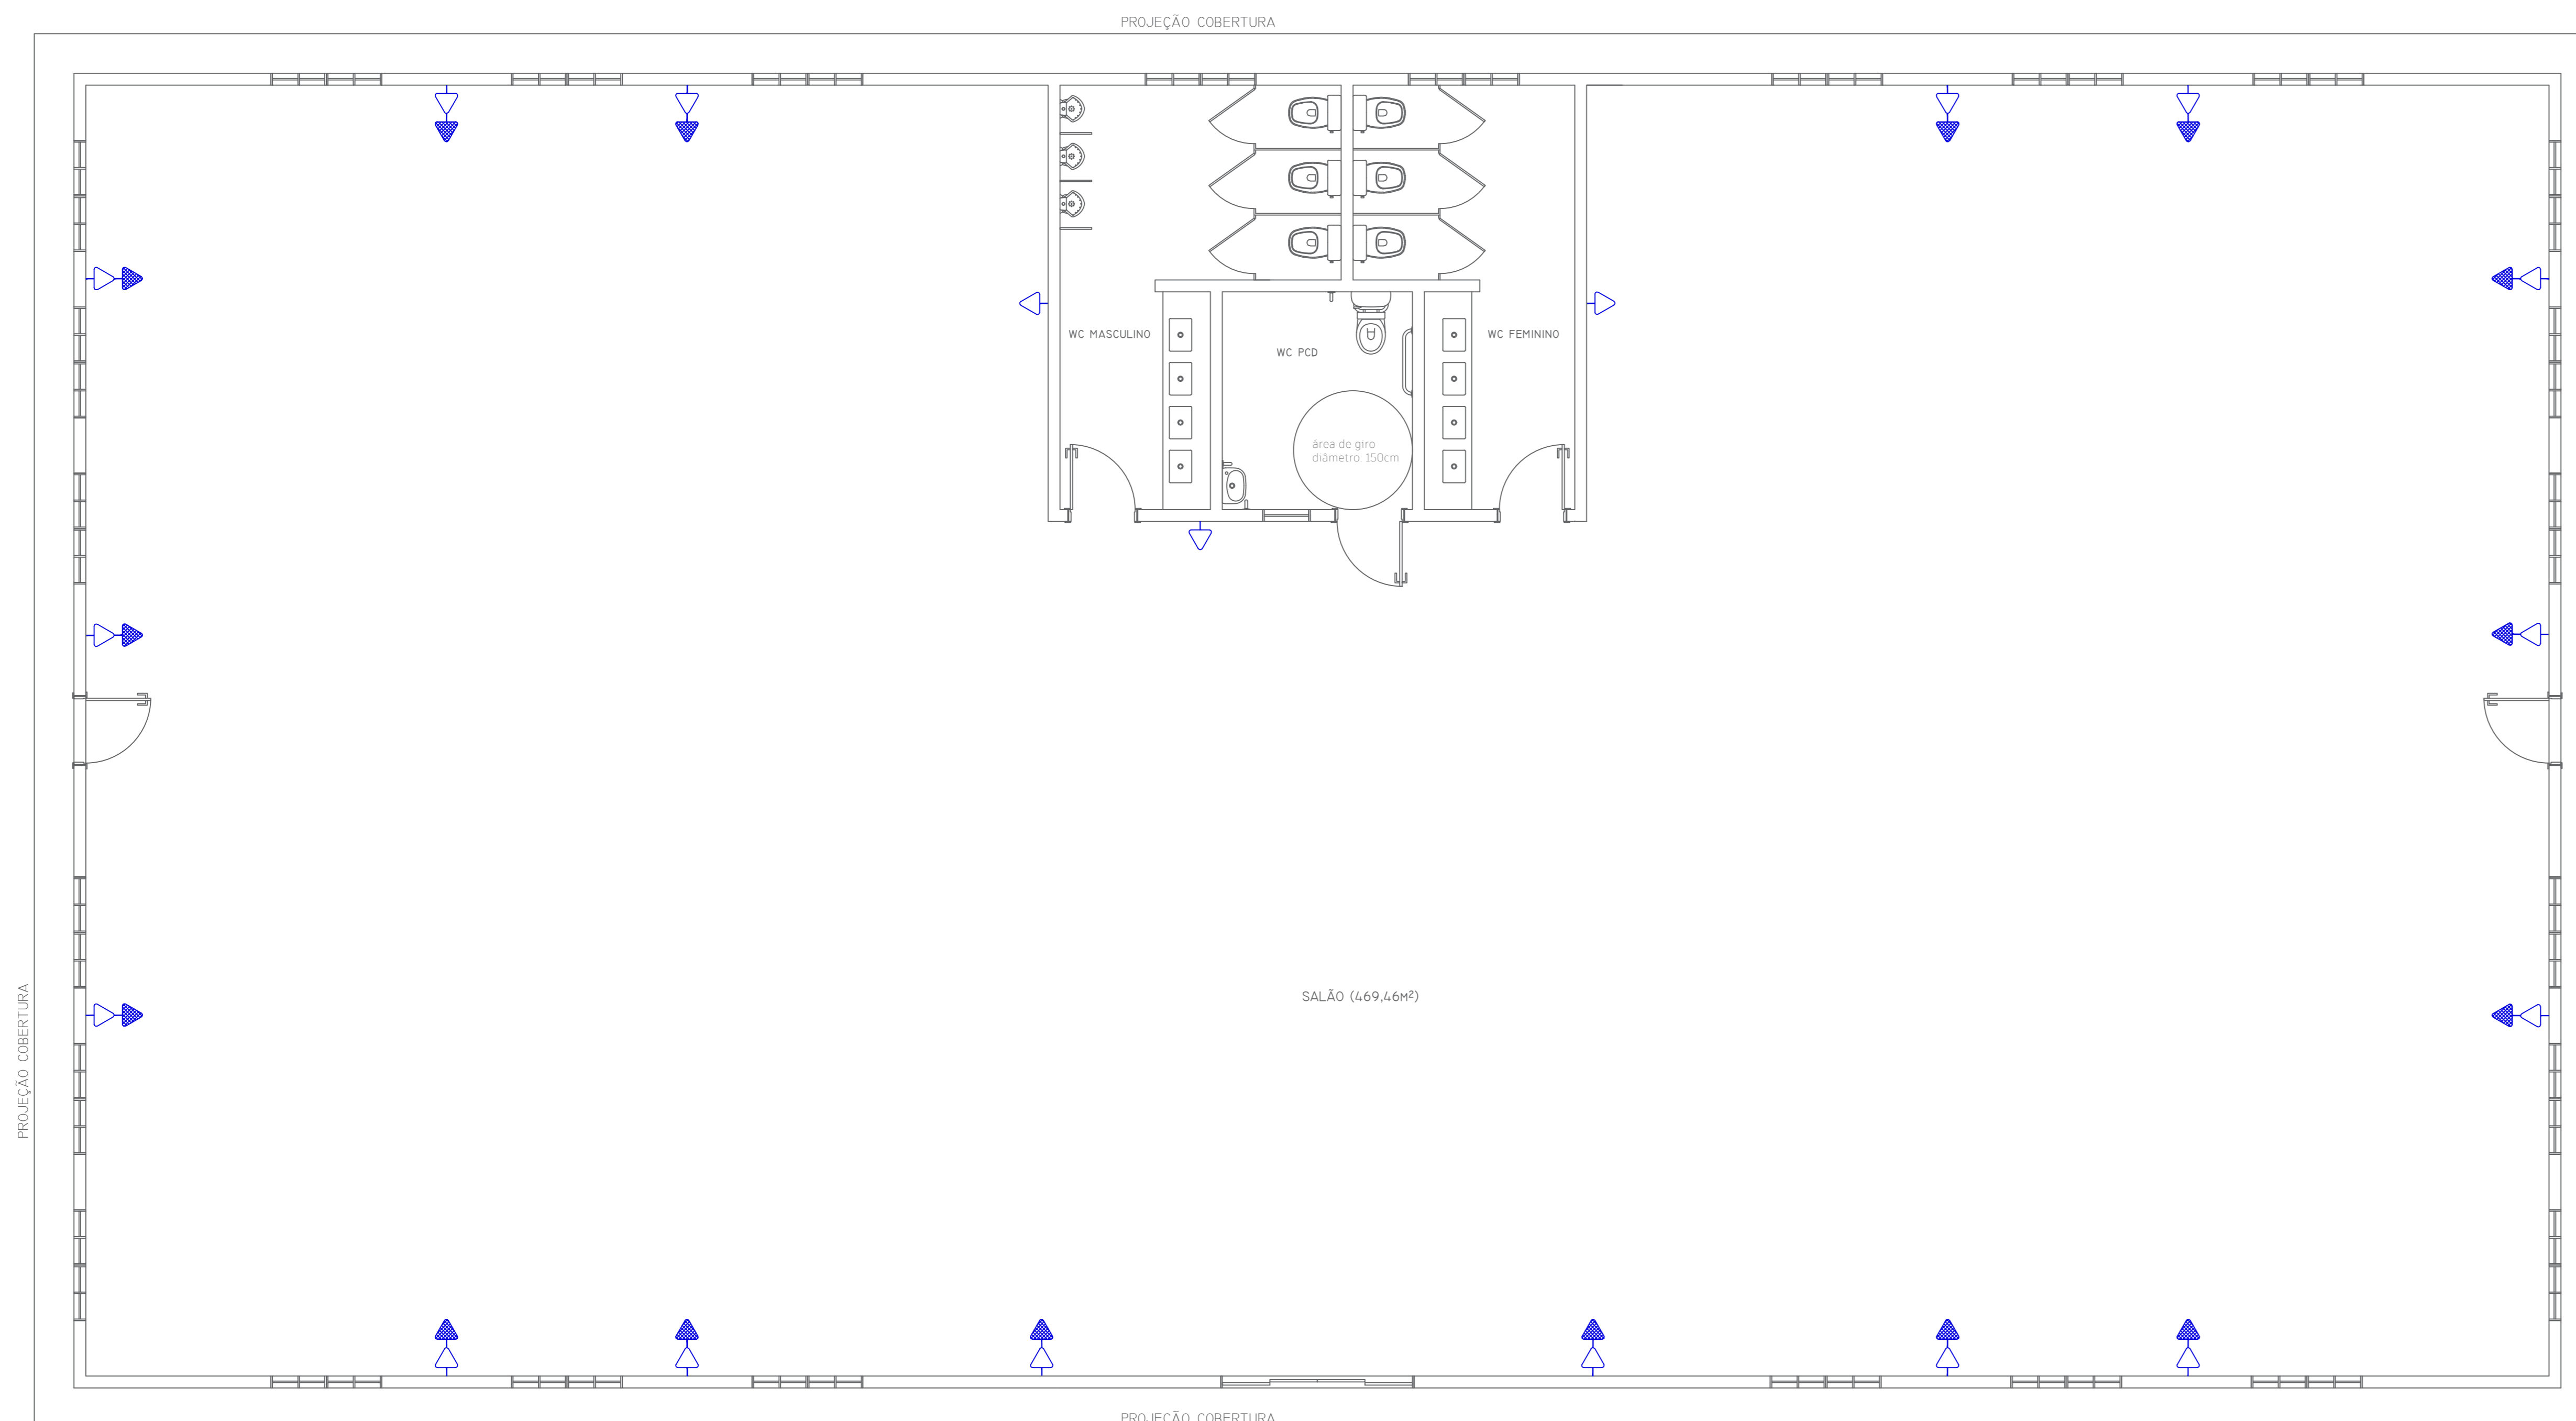 PROJEÇÃO COBERTURA
WC MASCULINO
WC PCD
WC FEMININO
área de giro
diâmetro: 150cm
SALÃO (469,46M²)
PROJEÇÃO COBERTURA
PROJEÇÃO COBERTURA